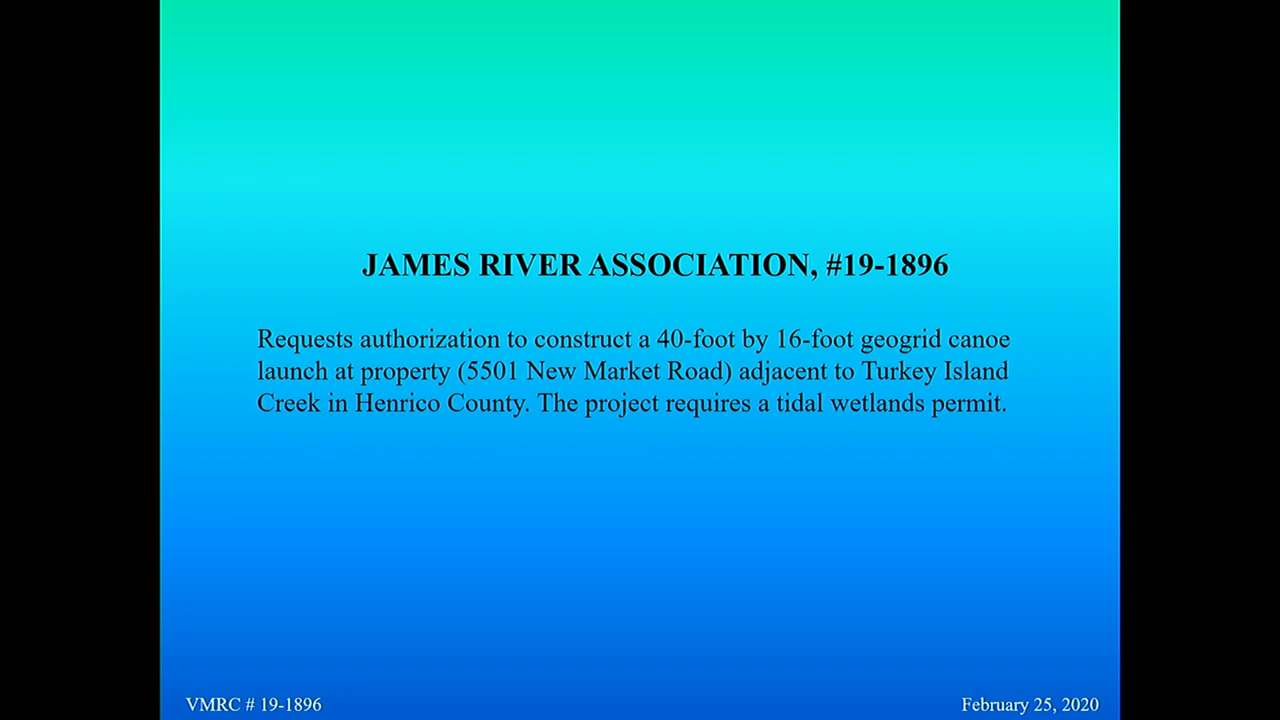 JAMES RIVER ASSOCIATION, #19-1896
Requests authorization to construct a 40-foot by 16-foot geogrid canoe
launch at property (5501 New Market Road) adjacent to Turkey Island
Creek in Henrico County. The project requires a tidal wetlands permit.
VMRC # 19-1896
February 25, 2020